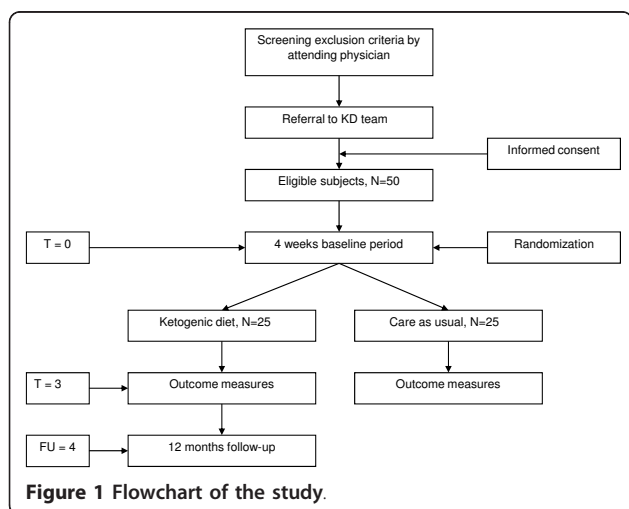 Screening exclusion criteria by
attending physician
Referral to KD team
Informed consent
Eligible subjects, N=50
T = 0
4 weeks baseline period
Randomization
Ketogenic diet, N=25
Care as usual, N=25
T = 3
Outcome measures
Outcome measures
FU = 4
12 months follow-up
Figure 1 Flowchart of the study.